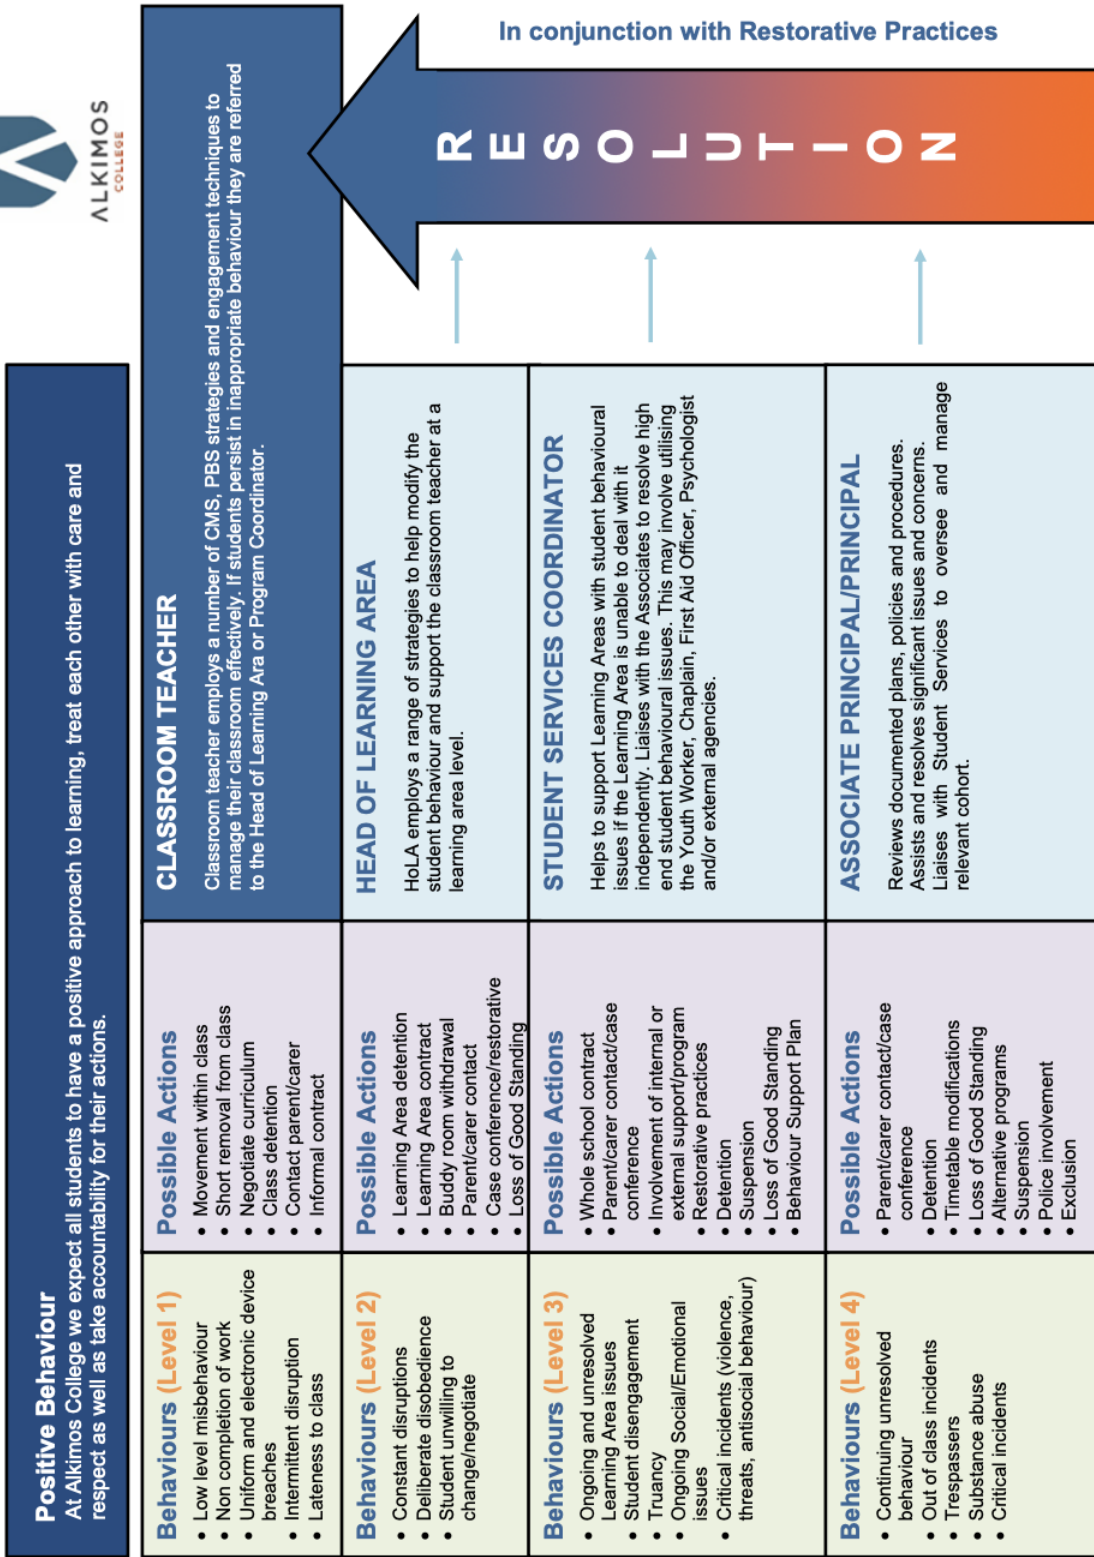 Positive Behaviour
At Alkimos College we expect all students to have a positive approach to learning, treat each other with care and
respect as well as take accountability for their actions.
ALKIMOS
COLLEGE
Behaviours (Level 1)
• Low level misbehaviour
• Non completion of work
• Uniform and electronic device
breaches
• Intermittent disruption
• Lateness to class
Possible Actions
• Movement within class
• Short removal from class
• Negotiate curriculum
• Class detention
• Contact parent/carer
• Informal contract
CLASSROOM TEACHER
Classroom teacher employs a number of CMS, PBS strategies and engagement techniques to
manage their classroom effectively. If students persist in inappropriate behaviour they are referred
to the Head of Learning Ara or Program Coordinator.
Behaviours (Level 2)
• Constant disruptions
• Deliberate disobedience
• Student unwilling to
change/negotiate
Possible Actions
• Learning Area detention
• Learning Area contract
• Buddy room withdrawal
• Parent/carer contact
• Case conference/restorative
• Loss of Good Standing
HEAD OF LEARNING AREA
HoLA employs a range of strategies to help modify the
student behaviour and support the classroom teacher at a
learning area level.
Behaviours (Level 3)
• Ongoing and unresolved
Learning Area issues
• Student disengagement
• Truancy
• Ongoing Social/Emotional
issues
• Critical incidents (violence,
threats, antisocial behaviour)
Possible Actions
• Whole school contract
• Parent/carer contact/case
conference
• Involvement of internal or
external support/program
• Restorative practices
• Detention
• Suspension
• Loss of Good Standing
• Behaviour Support Plan
STUDENT SERVICES COORDINATOR
Helps to support Learning Areas with student behavioural
issues if the Learning Area is unable to deal with it
independently. Liaises with the Associates to resolve high
end student behavioural issues. This may involve utilising
the Youth Worker, Chaplain, First Aid Officer, Psychologist
and/or external agencies.
Behaviours (Level 4)
• Continuing unresolved
behaviour
• Out of class incidents
• Trespassers
• Substance abuse
• Critical incidents
Possible Actions
• Parent/carer contact/case
conference
• Detention
• Timetable modifications
• Loss of Good Standing
• Alternative programs
• Suspension
• Police involvement
• Exclusion
ASSOCIATE PRINCIPAL/PRINCIPAL
Reviews documented plans, policies and procedures.
Assists and resolves significant issues and concerns.
Liaises with Student Services to oversee and manage
relevant cohort.
RESOLUTION
In conjunction with Restorative Practices